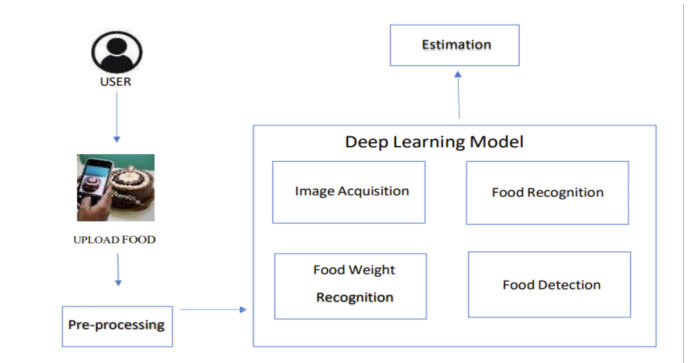 USER
UPLOAD FOOD
Pre-processing
Estimation
Deep Learning Model
Image Acquisition
Food Recognition
Food Weight
Recognition
Food Detection